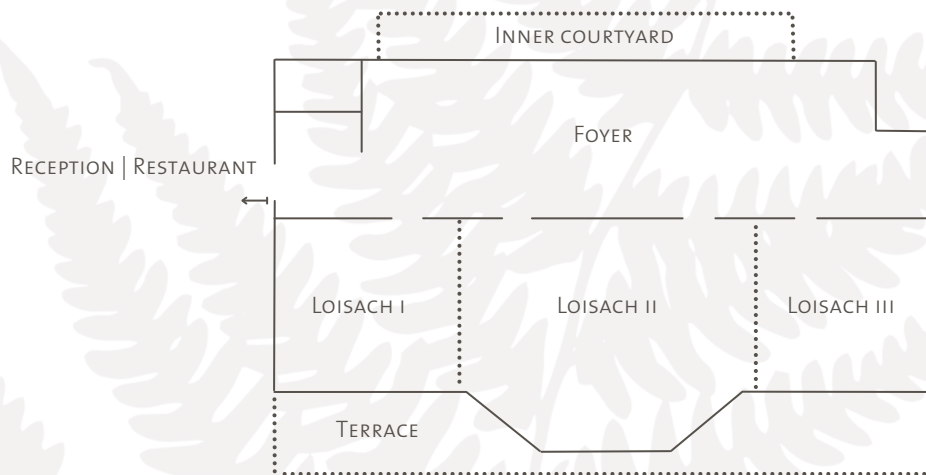 INNER COURTYARD
FOYER
RECEPTION | RESTAURANT
LOISACH I
LOISACH II
LOISACH III
TERRACE